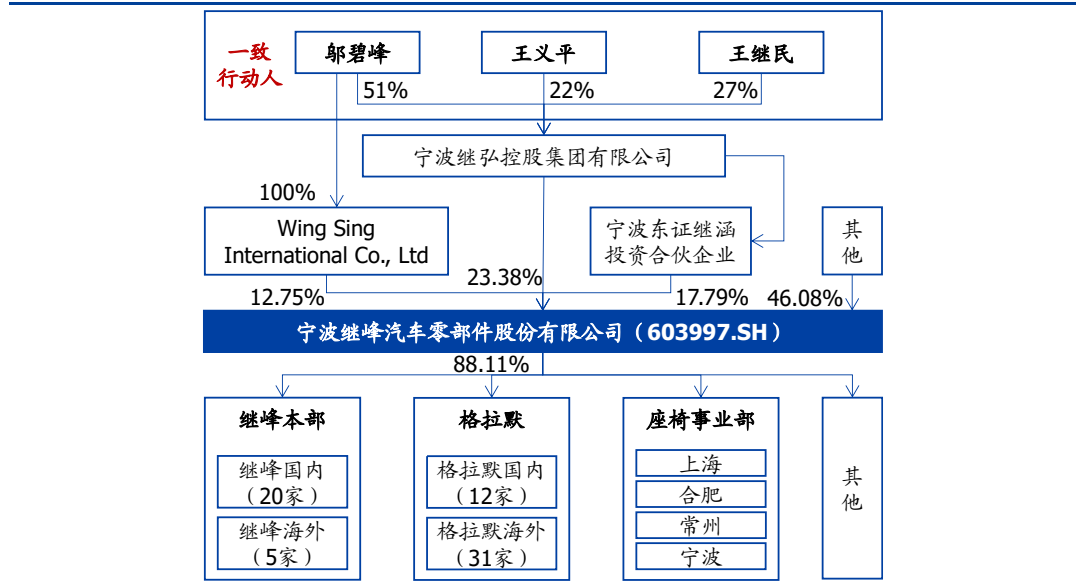 一致
行动人
邬碧峰
王义平
王继民
51%
22%
27%
宁波继弘控股集团有限公司
100%
Wing Sing
International Co., Ltd
宁波东证继涵
投资合伙企业
其
他
23.38%
12.75%
17.79%
46.08%
宁波继峰汽车零部件股份有限公司（603997.SH）
88.11%
继峰本部
继峰国内
（20家）
继峰海外
（5家）
格拉默
格拉默国内
（12家）
格拉默海外
（31家）
座椅事业部
上海
合肥
常州
宁波
其
他